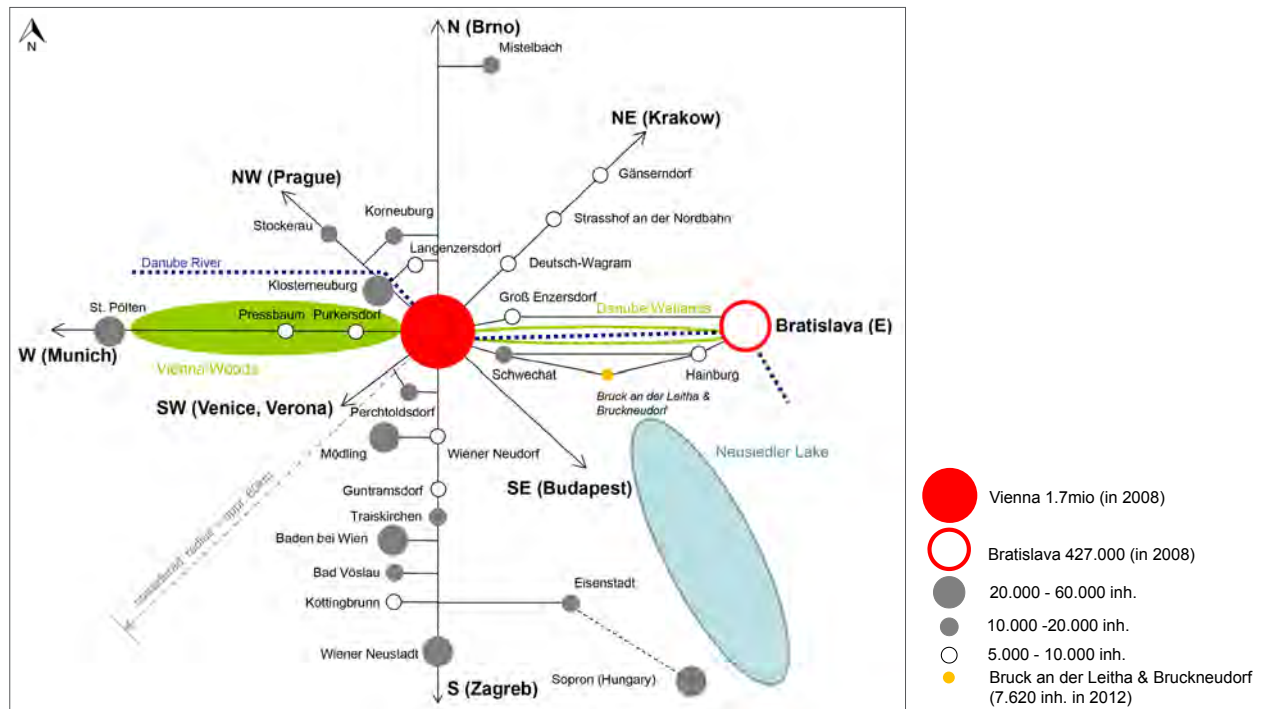 N (Brno)
N
Mistelbach
NE (Krakow)
Gänserndorf
NW (Prague)
Korneuburg
Stockerau
Strasshof an der Nordbahn
Langenzersdorf
Danube River
Deutsch-Wagram
Klosterneuburg
Groß Enzersdorf
St. Pölten
Danube Wetlands
Pressbaum
Purkersdorf
Bratislava (E)
W (Munich)
Vienna Woods
Schwechat
Hainburg
Bruck an der Leitha &
Bruckneudorf
SW (Venice, Verona)
Perchtoldsdorf
Mödling
Wiener Neudorf
Neusiedler Lake
SE (Budapest)
Guntramsdorf
Traiskirchen
Baden bei Wien
Bad Vöslau
Eisenstadt
Kottingbrunn
Wiener Neustadt
Sopron (Hungary)
S (Zagreb)
radius - appr. 60km
Vienna 1.7mio (in 2008)
Bratislava 427.000 (in 2008)
20.000 - 60.000 inh.
10.000 -20.000 inh.
5.000 - 10.000 inh.
Bruck an der Leitha & Bruckneudorf
(7.620 inh. in 2012)